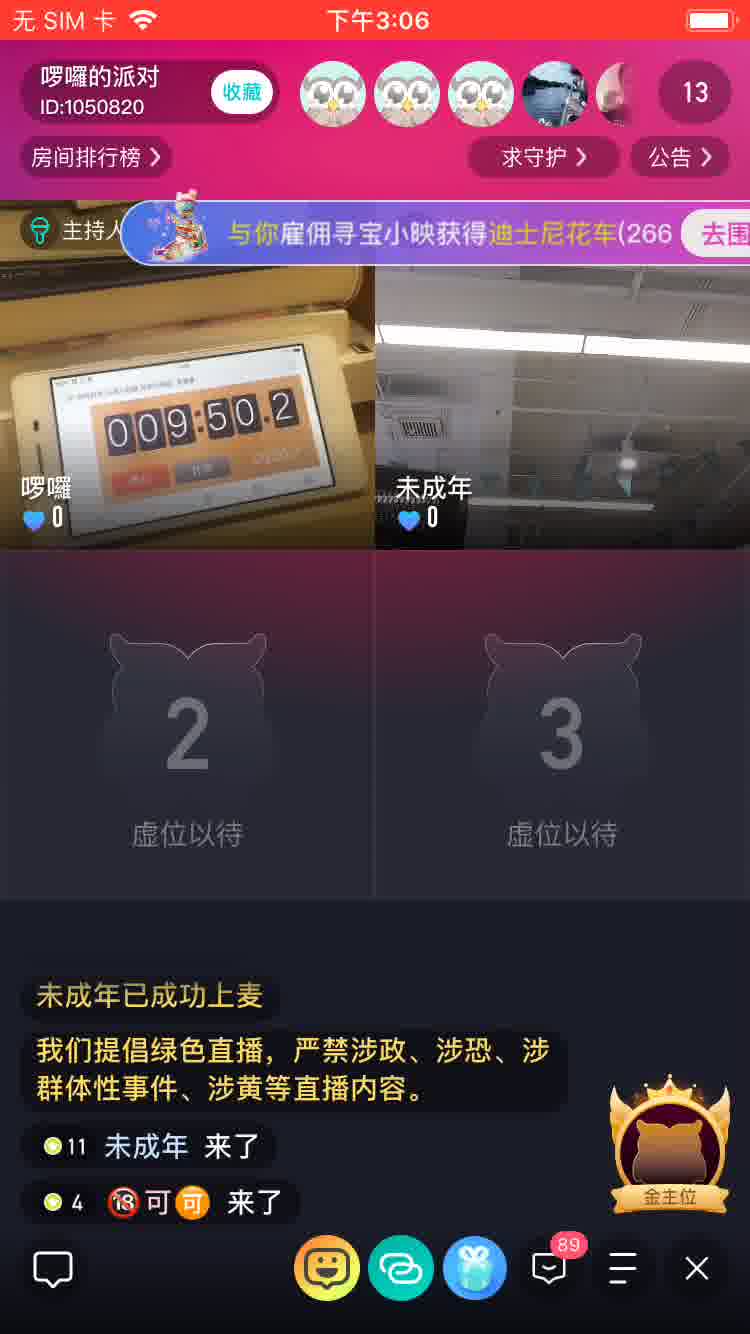 无 SIM 卡
下午3:06
啰囉的派对
ID:1050820
收藏
13
房间排行榜
求守护
公告
主持人
与你雇佣寻宝小映获得迪士尼花车(266
去围
009:50.2
啰囉
0
未成年
0
2
虚位以待
3
虚位以待
未成年已成功上麦
我们提倡绿色直播，严禁涉政、涉恐、涉
群体性事件、涉黄等直播内容。
11 未成年 来了
4 🔞可可 来了
金主位
89